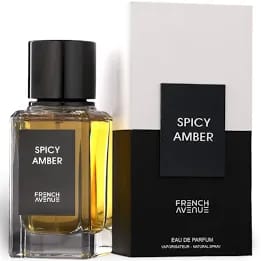 SPICY
AMBER
FRENCH
AVENUE
SPICY
AMBER
FRENCH
AVENUE
EAU DE PARFUM
VAPORISATEUR - NATURAL SPRAY